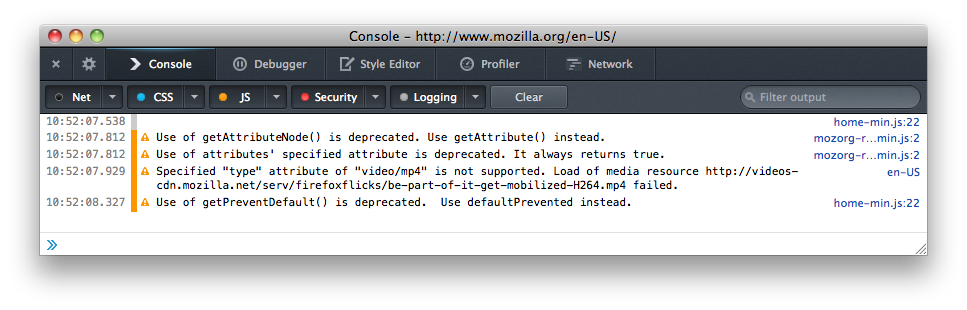 Console – http://www.mozilla.org/en-US/
Console Debugger Style Editor Profiler Network
Net CSS JS Security Logging Clear Filter output
10:52:07.538 home-min.js:22
10:52:07.812 Use of getAttributeNode() is deprecated. Use getAttribute() instead. mozorg-r…min.js:2
10:52:07.812 Use of attributes' specified attribute is deprecated. It always returns true. mozorg-r…min.js:2
10:52:07.929 Specified "type" attribute of "video/mp4" is not supported. Load of media resource http://videos- en-US
cdn.mozilla.net/serv/firefoxflicks/be-part-of-it-get-mobilized-H264.mp4 failed.
10:52:08.327 Use of getPreventDefault() is deprecated.  Use defaultPrevented instead. home-min.js:22